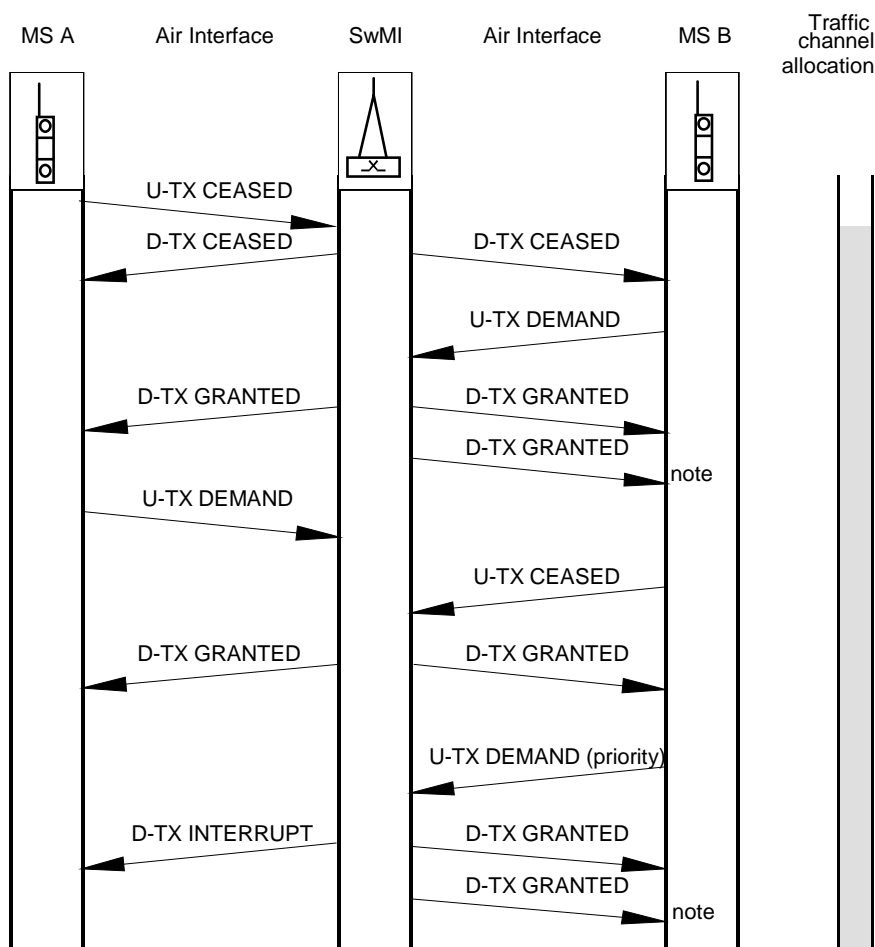 MS A Air Interface SwMI Air Interface MS B Traffic
channel
allocation
U-TX CEASED
D-TX CEASED D-TX CEASED
U-TX DEMAND
D-TX GRANTED D-TX GRANTED
D-TX GRANTED
note
U-TX DEMAND
U-TX CEASED
D-TX GRANTED D-TX GRANTED
U-TX DEMAND (priority)
D-TX INTERRUPT D-TX GRANTED
D-TX GRANTED
note